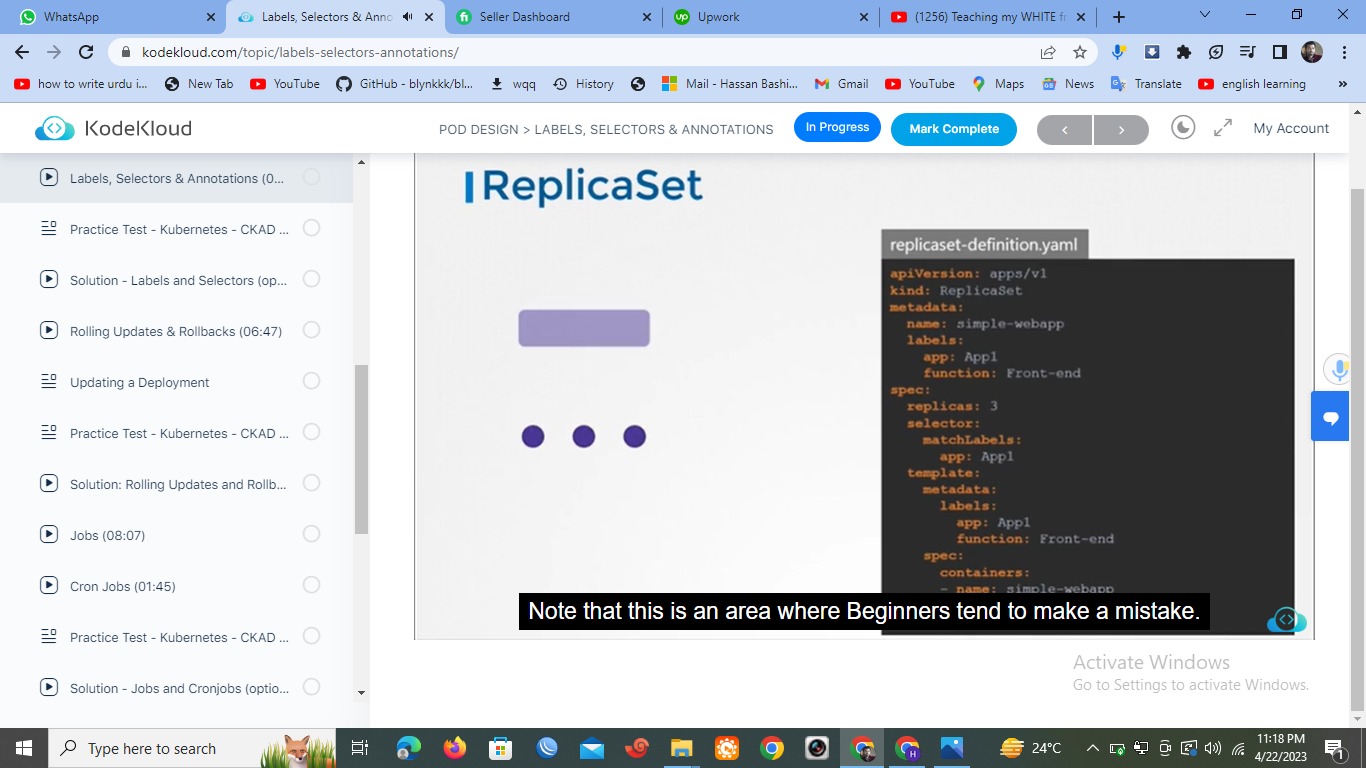 WhatsApp
Labels, Selectors & Anno
Seller Dashboard
Upwork
(1256) Teaching my WHITE fr
kodekloud.com/topic/labels-selectors-annotations/
how to write urdu i...
New Tab
YouTube
GitHub - blynkkk/bl...
wqq
History
Mail - Hassan Bashi...
Gmail
YouTube
Maps
News
Translate
english learning
»
KodeKloud
POD DESIGN > LABELS, SELECTORS & ANNOTATIONS
In Progress
Mark Complete
<
>
My Account
Labels, Selectors & Annotations (0...
Practice Test - Kubernetes - CKAD ...
Solution - Labels and Selectors (op...
Rolling Updates & Rollbacks (06:47)
Updating a Deployment
Practice Test - Kubernetes - CKAD ...
Solution: Rolling Updates and Rollb...
Jobs (08:07)
Cron Jobs (01:45)
Practice Test - Kubernetes - CKAD ...
Solution - Jobs and Cronjobs (optio...
ReplicaSet
replicaset-definition.yaml
apiVersion: apps/v1
kind: ReplicaSet
metadata:
name: simple-webapp
labels:
app: App1
function: Front-end
spec:
replicas: 3
selector:
matchLabels:
app: App1
template:
metadata:
labels:
app: App1
function: Front-end
spec:
containers:
- name: simple-webapp
Note that this is an area where Beginners tend to make a mistake.
Activate Windows
Go to Settings to activate Windows.
Type here to search
24°C
11:18 PM
4/22/2023
1